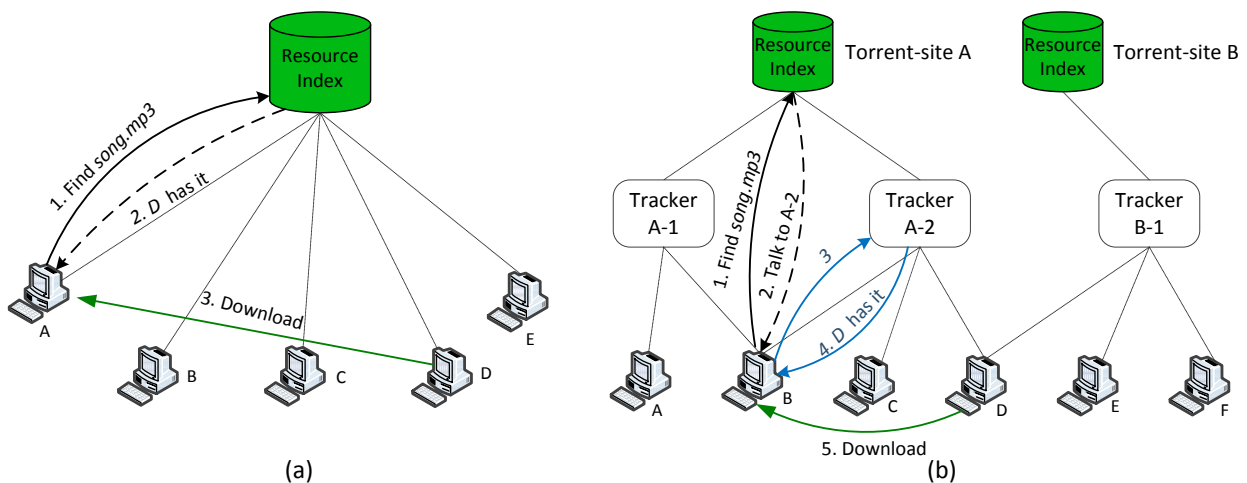 Resource
Index
1. Find song.mp3
2. D has it
3. Download
A
B
C
D
E
(a)
Resource
Index
Torrent-site A
Resource
Index
Torrent-site B
Tracker
A-1
Tracker
A-2
Tracker
B-1
1. Find song.mp3
2. Talk to A-2
3
4. D has it
A
B
C
D
E
F
5. Download
(b)